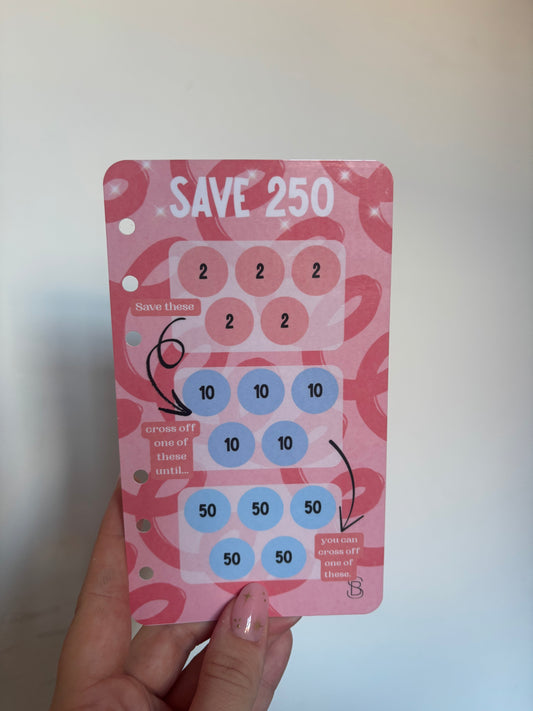 SAVE 250
2 2 2
2 2
Save these
10 10 10
10 10
cross off
one of
these
until...
50 50 50
50 50
you can
cross off
one of
these.